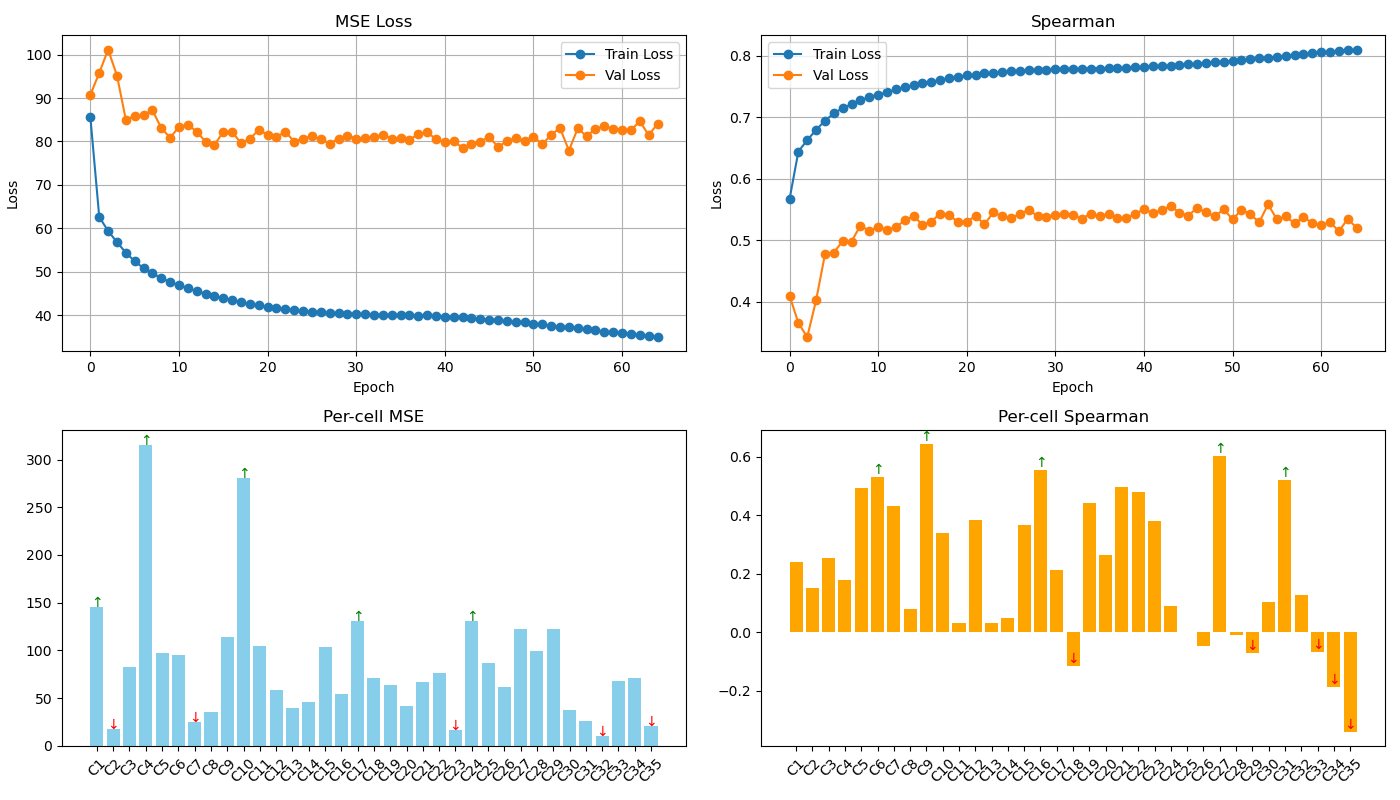 MSE Loss
100
90
80
70
60
50
40
Loss
0 10 20 30 40 50 60
Epoch
Train Loss
Val Loss
Spearman
0.8
0.7
0.6
0.5
0.4
Loss
0 10 20 30 40 50 60
Epoch
Train Loss
Val Loss
Per-cell MSE
300
250
200
150
100
50
0
↑ ↓ ↑ ↓ ↑ ↑ ↑ ↓ ↓ ↓
C1 C2 C3 C4 C5 C6 C7 C8 C9 C10 C11 C12 C13 C14 C15 C16 C17 C18 C19 C20 C21 C22 C23 C24 C25 C26 C27 C28 C29 C30 C31 C32 C33 C34 C35
Per-cell Spearman
0.6
0.4
0.2
0.0
−0.2
↑ ↑ ↑ ↓ ↑ ↓ ↑ ↓ ↓ ↓
C1 C2 C3 C4 C5 C6 C7 C8 C9 C10 C11 C12 C13 C14 C15 C16 C17 C18 C19 C20 C21 C22 C23 C24 C25 C26 C27 C28 C29 C30 C31 C32 C33 C34 C35